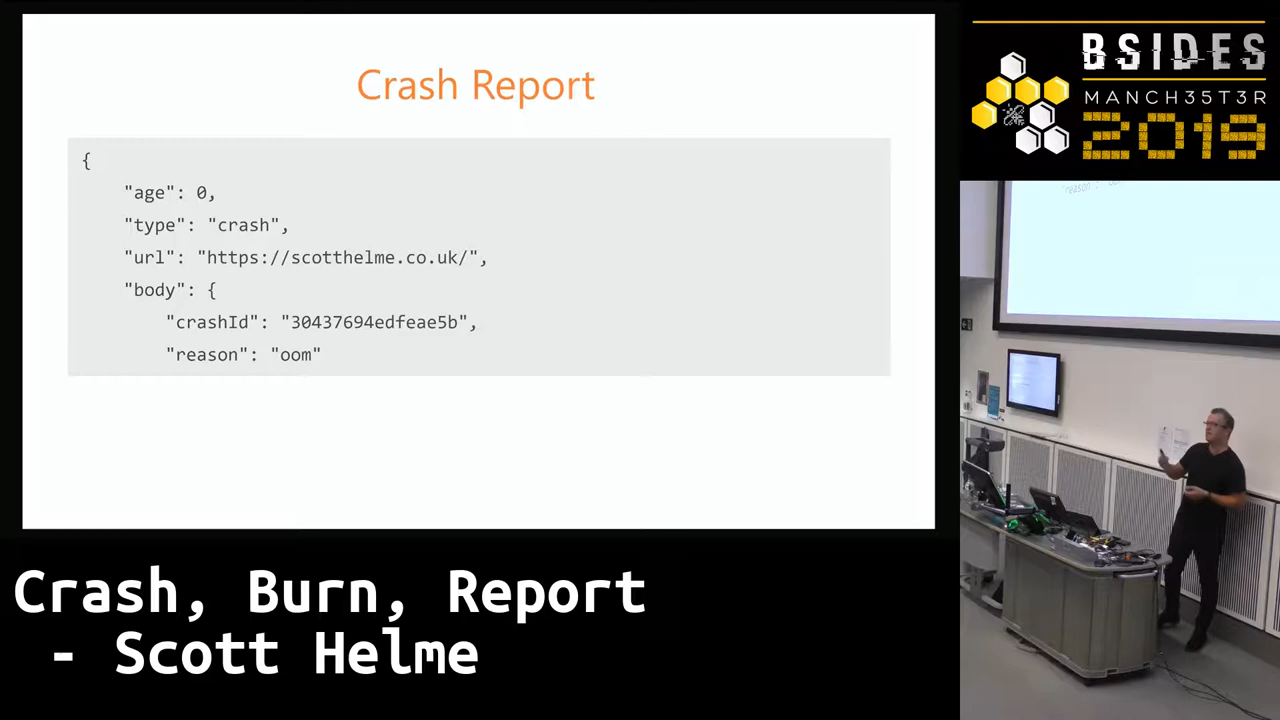 Crash Report
{
"age": 0,
"type": "crash",
"url": "https://scotthelme.co.uk/",
"body": {
"crashId": "30437694edfeae5b",
"reason": "oom"
BSIDES
MANCH35T3R
2019
"reason":
Crash, Burn, Report
- Scott Helme